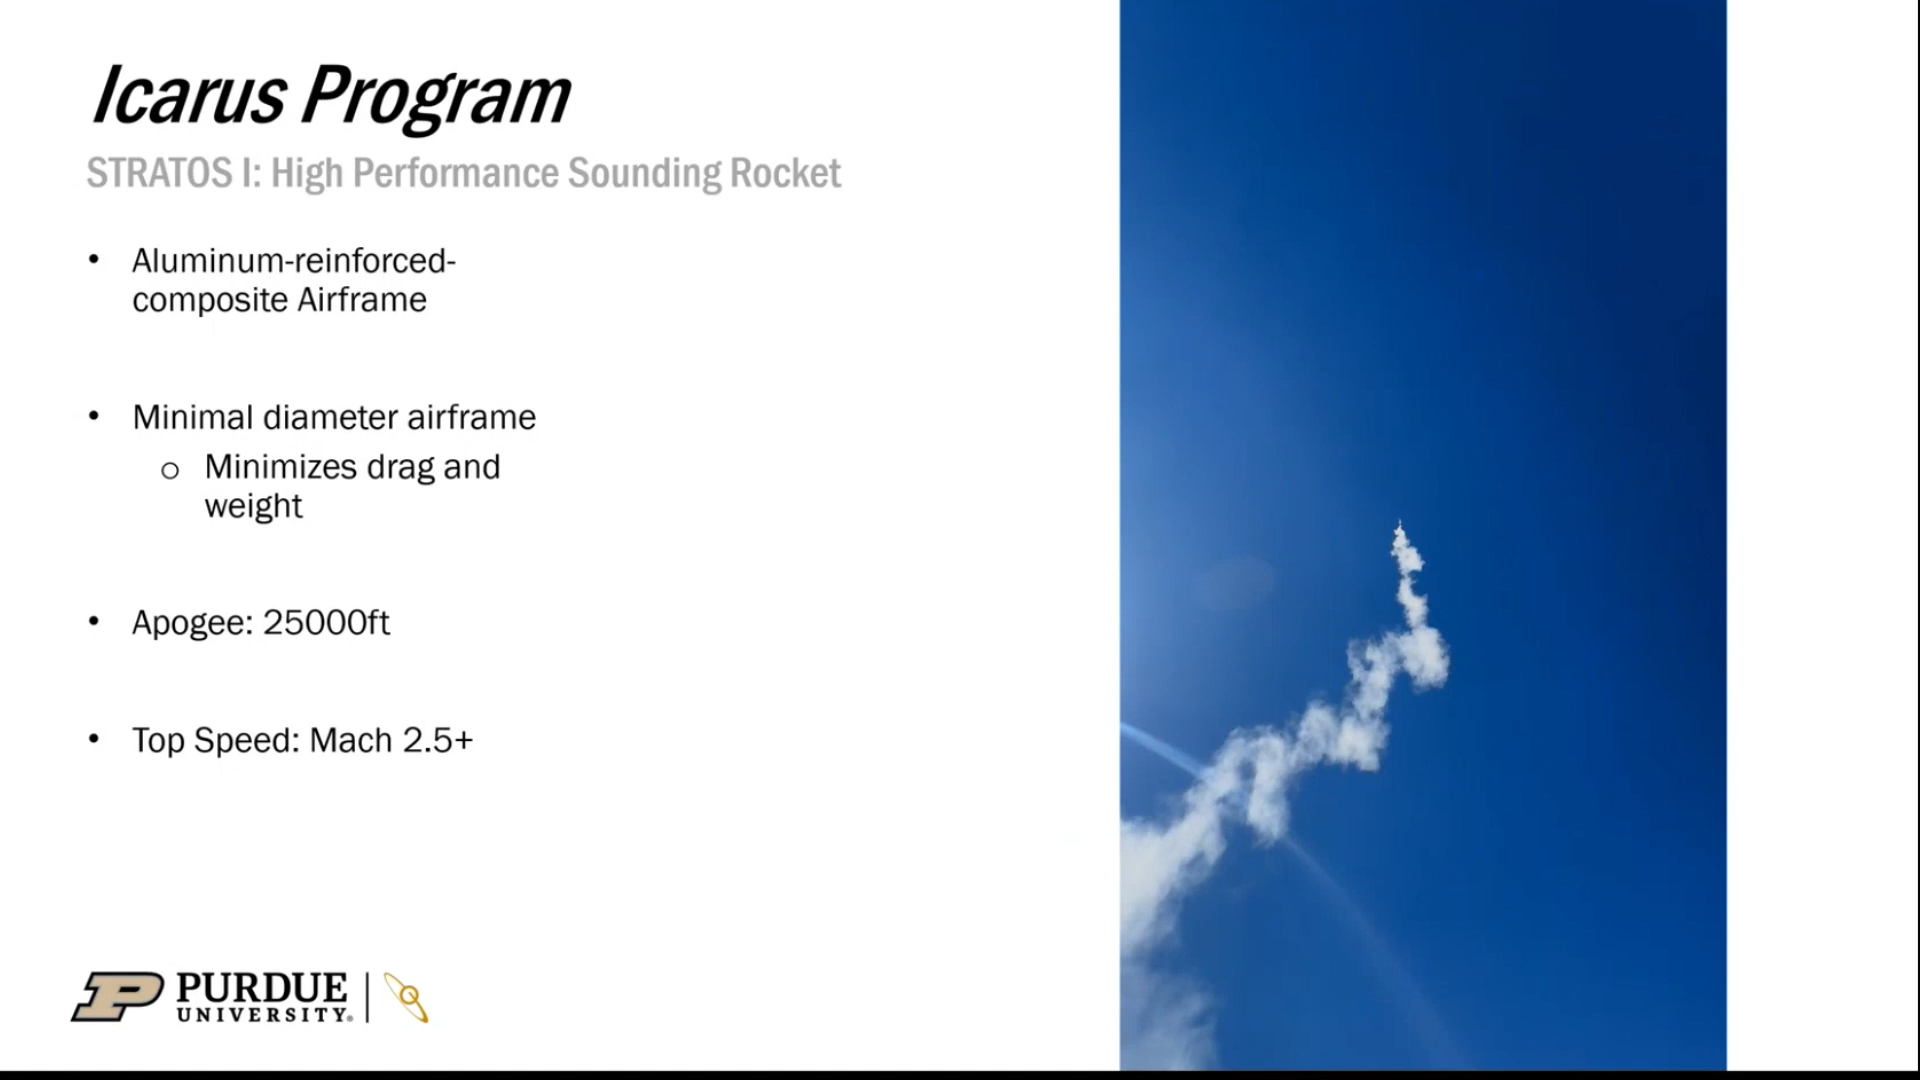 Icarus Program
STRATOS I: High Performance Sounding Rocket
• Aluminum-reinforced-
composite Airframe
• Minimal diameter airframe
o Minimizes drag and
weight
• Apogee: 25000ft
• Top Speed: Mach 2.5+
P PURDUE
UNIVERSITY®